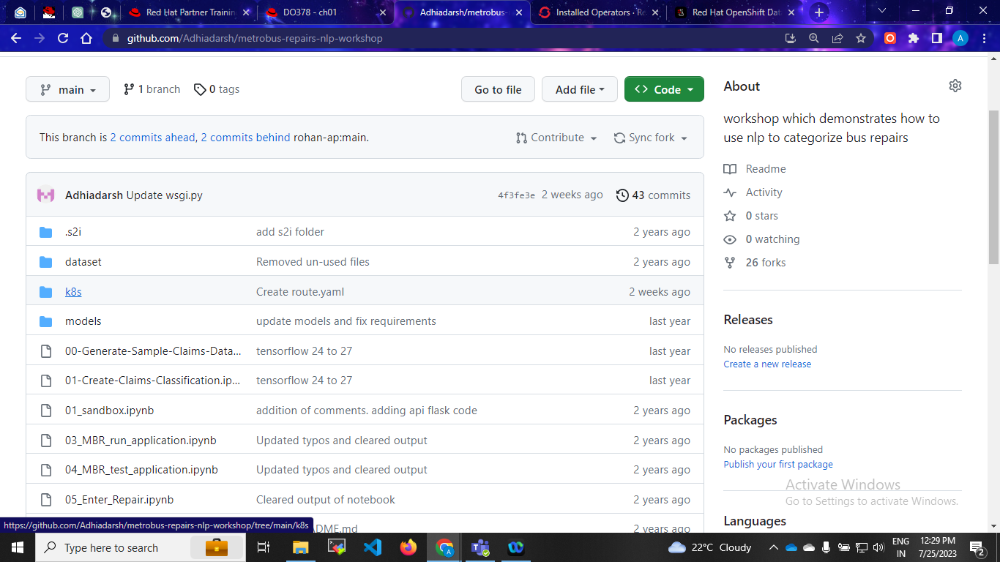 Red Hat Partner Training
DO378 - ch01
Adhiadarsh/metrobus-
Installed Operators · Re
Red Hat OpenShift Dat
github.com/Adhiadarsh/metrobus-repairs-nlp-workshop
A
main
1 branch
0 tags
Go to file
Add file
Code
This branch is 2 commits ahead, 2 commits behind rohan-ap:main.
Contribute
Sync fork
Adhiadarsh Update wsgi.py
4f3fe3e 2 weeks ago
43 commits
.s2i
add s2i folder
2 years ago
dataset
Removed un-used files
2 years ago
k8s
Create route.yaml
2 weeks ago
models
update models and fix requirements
last year
00-Generate-Sample-Claims-Data...
tensorflow 24 to 27
last year
01-Create-Claims-Classification.ip...
tensorflow 24 to 27
last year
01_sandbox.ipynb
addition of comments. adding api flask code
2 years ago
03_MBR_run_application.ipynb
Updated typos and cleared output
2 years ago
04_MBR_test_application.ipynb
Updated typos and cleared output
2 years ago
05_Enter_Repair.ipynb
Cleared output of notebook
2 years ago
DME.md
2 years ago
About
workshop which demonstrates how to
use nlp to categorize bus repairs
Readme
Activity
0 stars
0 watching
26 forks
Releases
No releases published
Create a new release
Packages
No packages published
Publish your first package
Activate Windows
Go to Settings to activate Windows.
Languages
https://github.com/Adhiadarsh/metrobus-repairs-nlp-workshop/tree/main/k8s
Type here to search
22°C Cloudy
ENG
IN
12:29 PM
7/25/2023
2